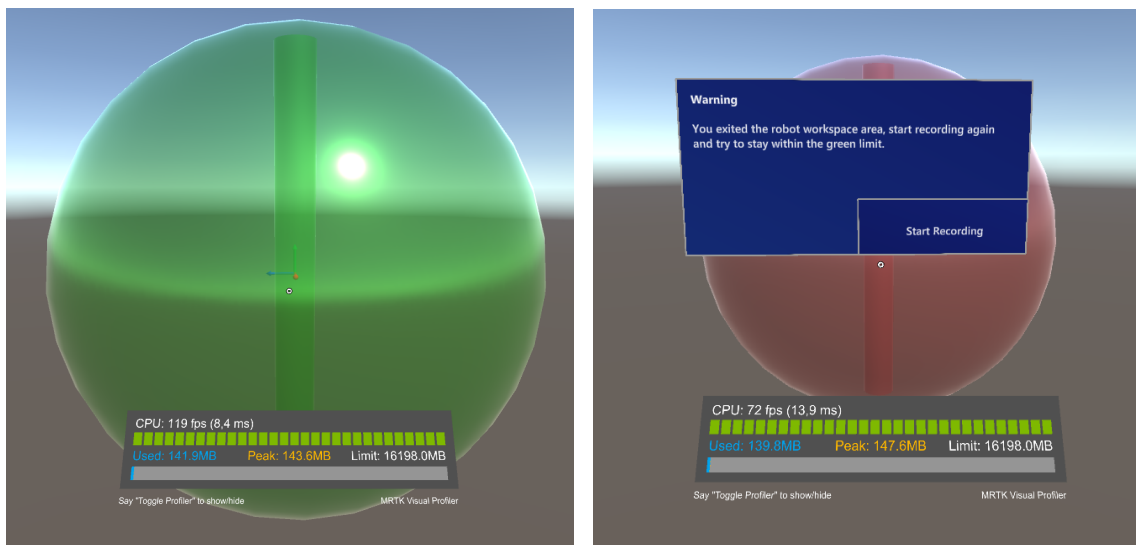 CPU: 119 fps (8,4 ms)
Used: 141.9MB Peak: 143.6MB Limit: 16198.0MB
Say "Toggle Profiler" to show/hide MRTK Visual Profiler
Warning
You exited the robot workspace area, start recording again
and try to stay within the green limit.
Start Recording
CPU: 72 fps (13,9 ms)
Used: 139.8MB Peak: 147.6MB Limit: 16198.0MB
Say "Toggle Profiler" to show/hide MRTK Visual Profiler